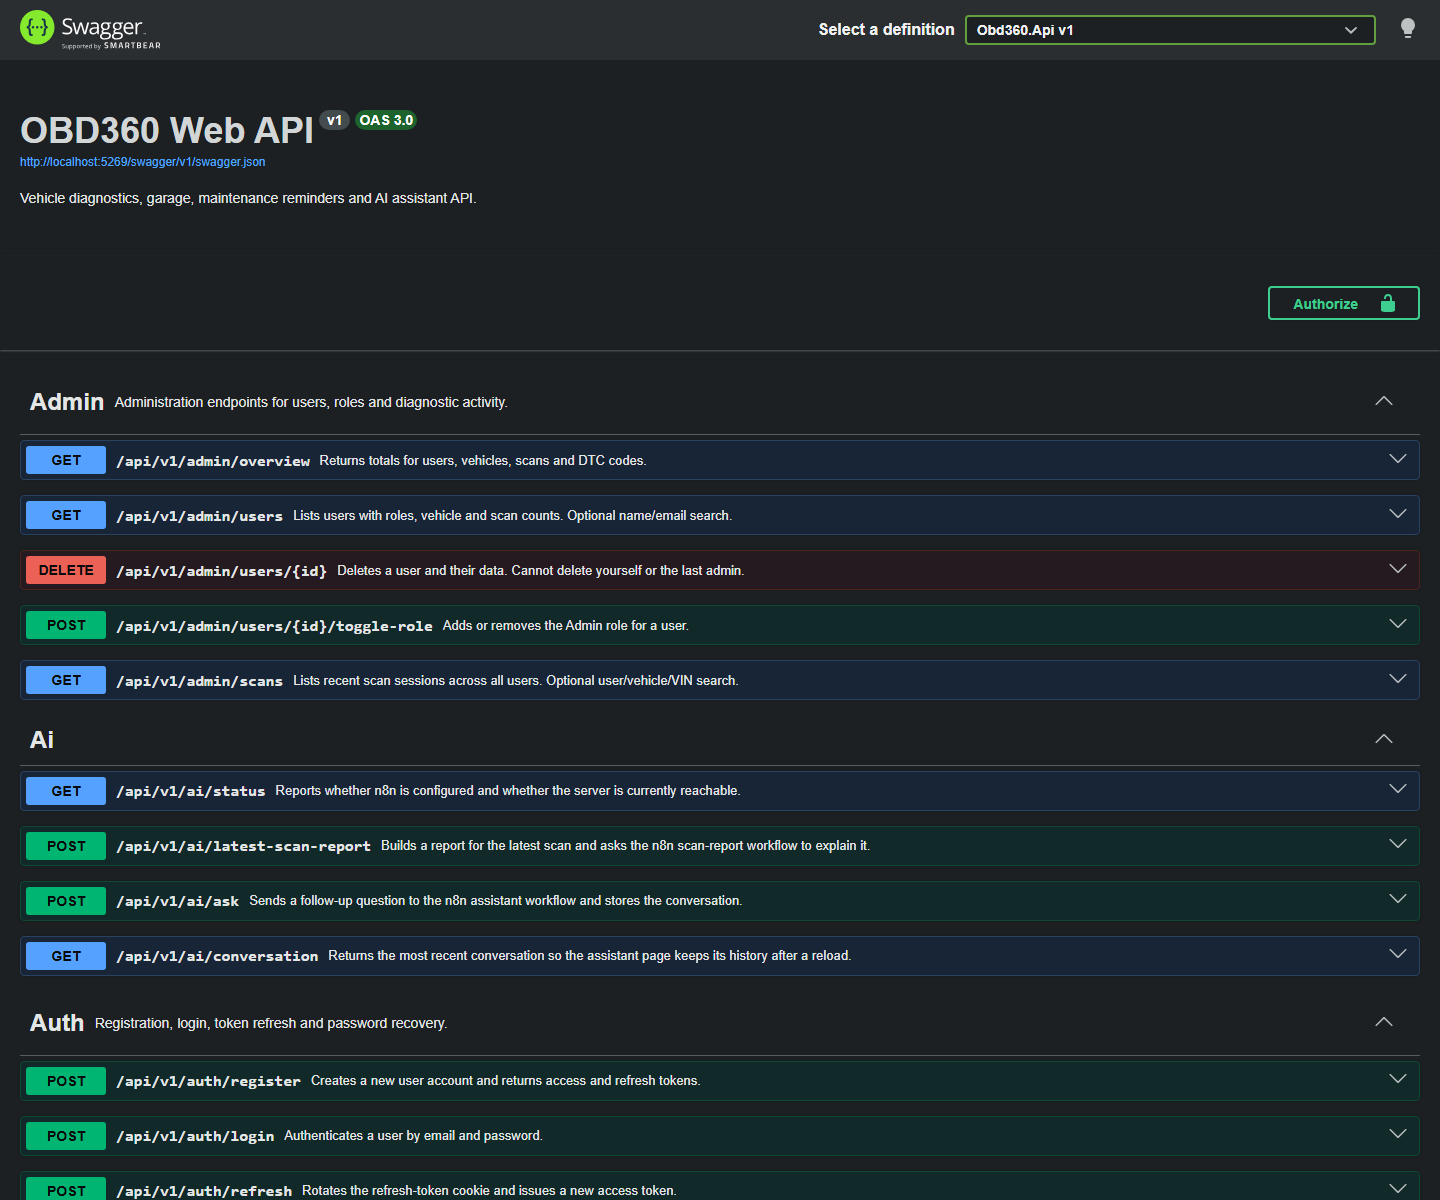 Swagger.
Supported by SMARTBEAR
Select a definition
Obd360.Api v1
OBD360 Web API v1 OAS 3.0
http://localhost:5269/swagger/v1/swagger.json
Vehicle diagnostics, garage, maintenance reminders and AI assistant API.
Authorize
Admin Administration endpoints for users, roles and diagnostic activity.
GET /api/v1/admin/overview Returns totals for users, vehicles, scans and DTC codes.
GET /api/v1/admin/users Lists users with roles, vehicle and scan counts. Optional name/email search.
DELETE /api/v1/admin/users/{id} Deletes a user and their data. Cannot delete yourself or the last admin.
POST /api/v1/admin/users/{id}/toggle-role Adds or removes the Admin role for a user.
GET /api/v1/admin/scans Lists recent scan sessions across all users. Optional user/vehicle/VIN search.
Ai
GET /api/v1/ai/status Reports whether n8n is configured and whether the server is currently reachable.
POST /api/v1/ai/latest-scan-report Builds a report for the latest scan and asks the n8n scan-report workflow to explain it.
POST /api/v1/ai/ask Sends a follow-up question to the n8n assistant workflow and stores the conversation.
GET /api/v1/ai/conversation Returns the most recent conversation so the assistant page keeps its history after a reload.
Auth Registration, login, token refresh and password recovery.
POST /api/v1/auth/register Creates a new user account and returns access and refresh tokens.
POST /api/v1/auth/login Authenticates a user by email and password.
POST /api/v1/auth/refresh Rotates the refresh-token cookie and issues a new access token.